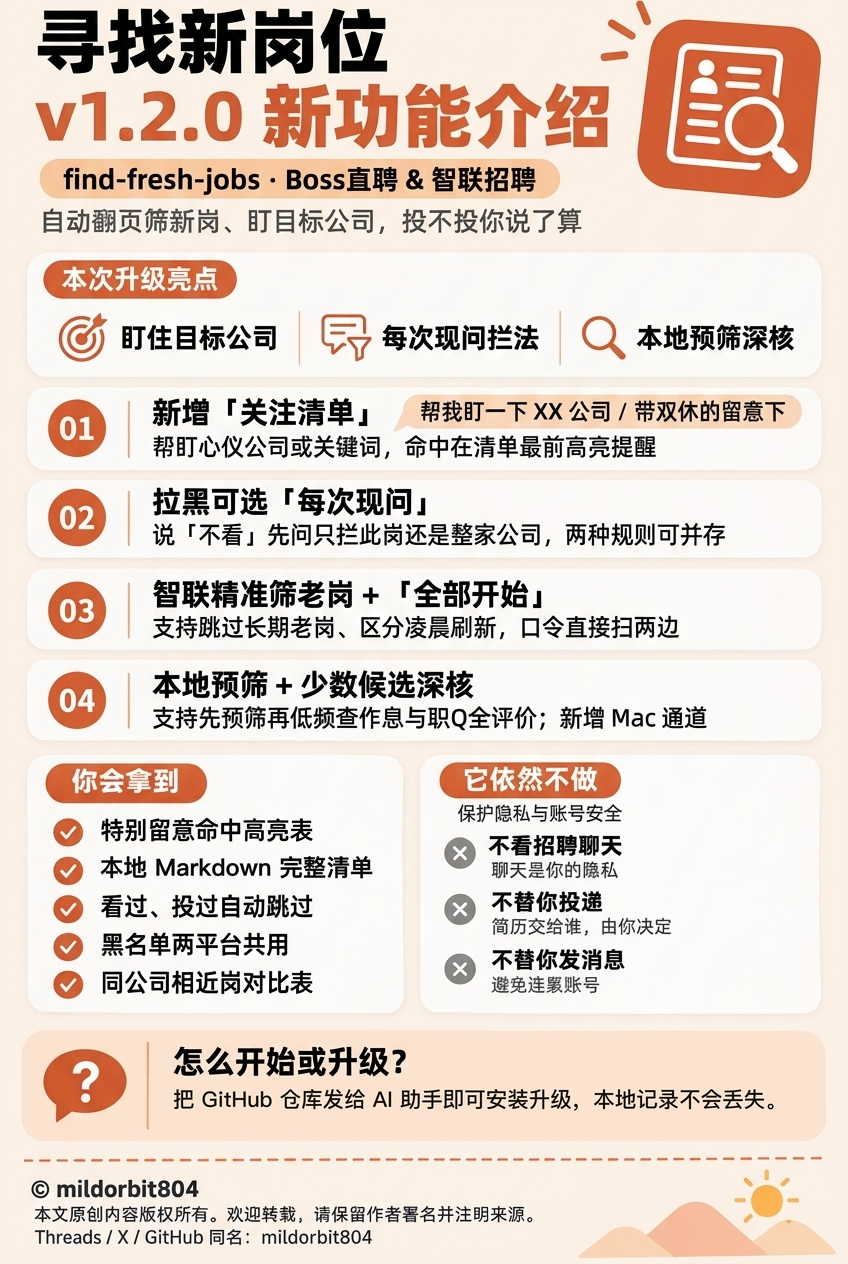 寻找新岗位
v1.2.0 新功能介绍
find-fresh-jobs · Boss直聘 & 智联招聘
自动翻页筛新岗、盯目标公司，投不投你说了算
本次升级亮点
盯住目标公司
每次现问拦法
本地预筛深核
01
新增「关注清单」
帮我盯一下 XX 公司 / 带双休的留意下
帮盯心仪公司或关键词，命中在清单最前高亮提醒
02
拉黑可选「每次现问」
说「不看」先问只拦此岗还是整家公司，两种规则可并存
03
智联精准筛老岗 + 「全部开始」
支持跳过长期老岗、区分凌晨刷新，口令直接扫两边
04
本地预筛 + 少数候选深核
支持先预筛再低频查作息与职Q全评价；新增 Mac 通道
你会拿到
特别留意命中高亮表
本地 Markdown 完整清单
看过、投过自动跳过
黑名单两平台共用
同公司相近岗对比表
它依然不做
保护隐私与账号安全
不看招聘聊天
聊天是你的隐私
不替你投递
简历交给谁，由你决定
不替你发消息
避免连累账号
?
怎么开始或升级？
把 GitHub 仓库发给 AI 助手即可安装升级，本地记录不会丢失。
© mildorbit804
本文原创内容版权所有。欢迎转载，请保留作者署名并注明来源。
Threads / X / GitHub 同名：mildorbit804